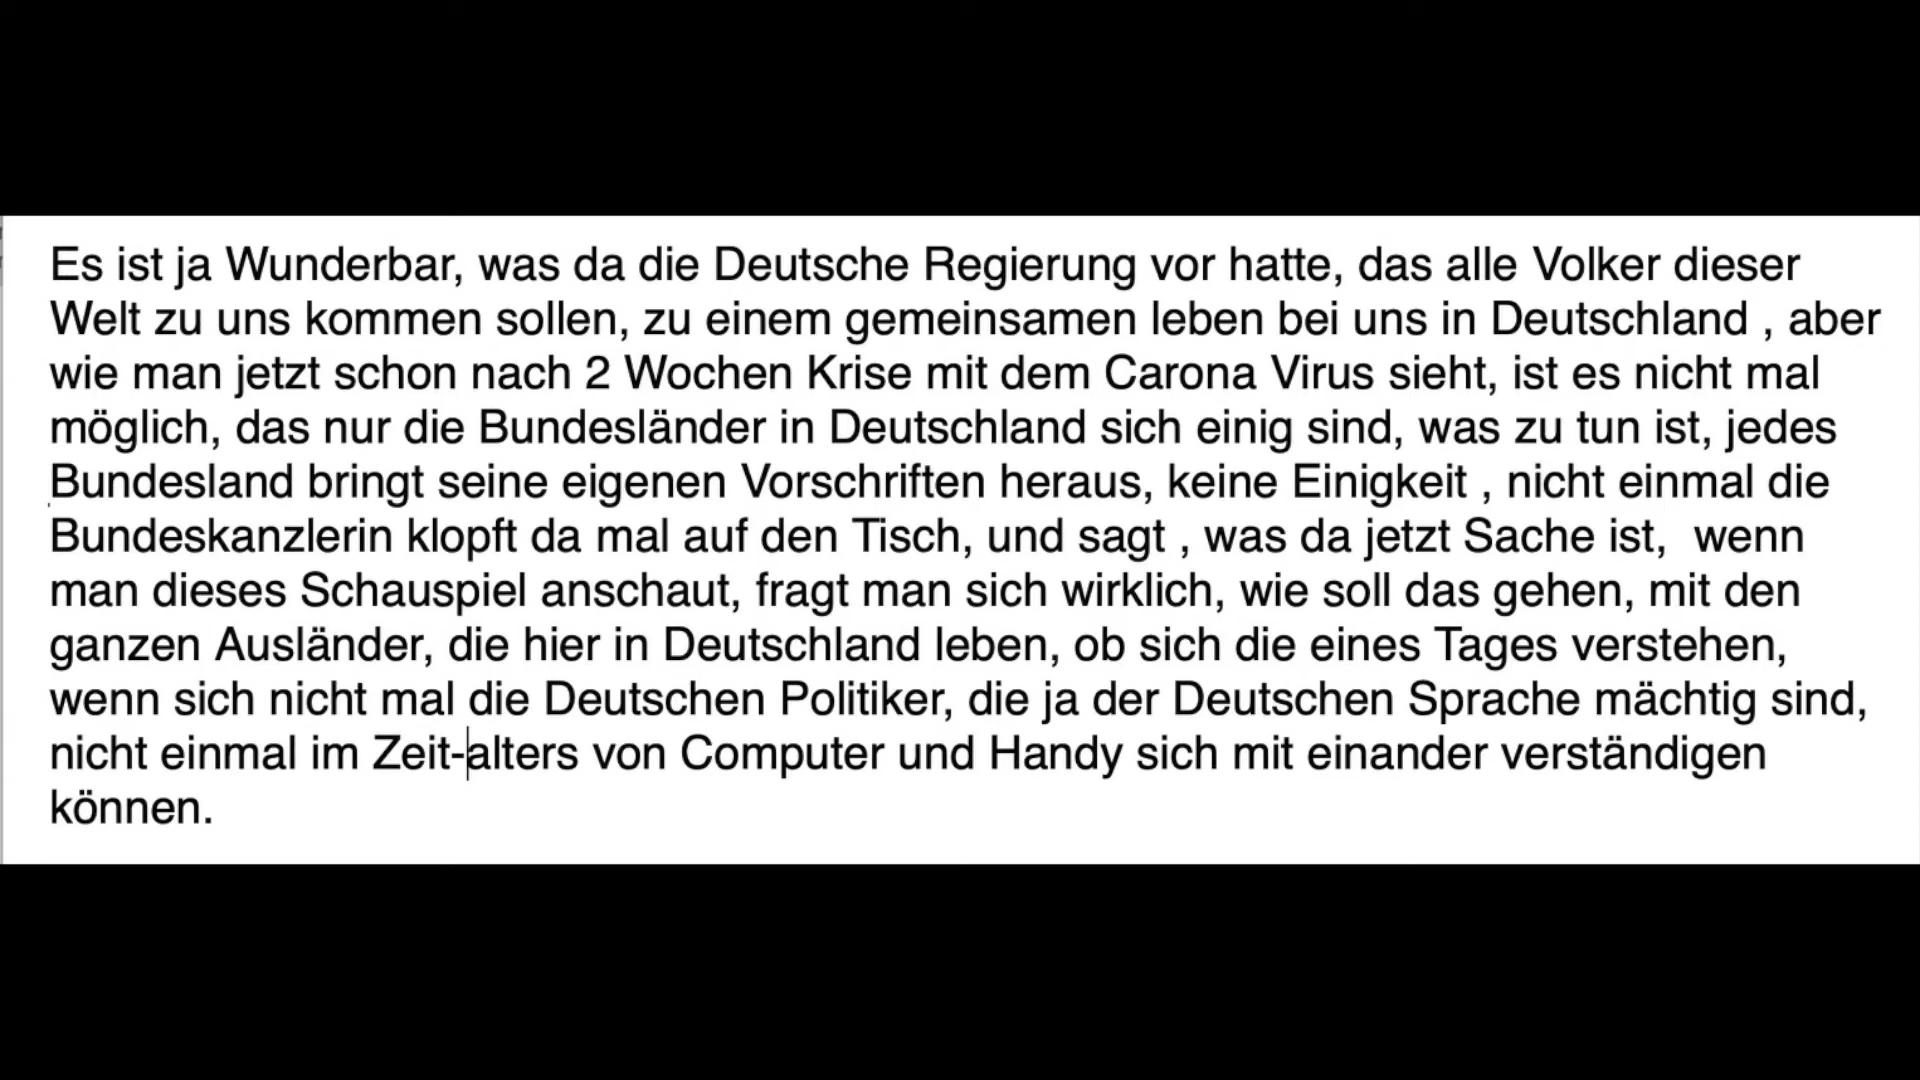 Es ist ja Wunderbar, was da die Deutsche Regierung vor hatte, das alle Volker dieser
Welt zu uns kommen sollen, zu einem gemeinsamen leben bei uns in Deutschland , aber
wie man jetzt schon nach 2 Wochen Krise mit dem Carona Virus sieht, ist es nicht mal
möglich, das nur die Bundesländer in Deutschland sich einig sind, was zu tun ist, jedes
Bundesland bringt seine eigenen Vorschriften heraus, keine Einigkeit , nicht einmal die
Bundeskanzlerin klopft da mal auf den Tisch, und sagt , was da jetzt Sache ist,  wenn
man dieses Schauspiel anschaut, fragt man sich wirklich, wie soll das gehen, mit den
ganzen Ausländer, die hier in Deutschland leben, ob sich die eines Tages verstehen,
wenn sich nicht mal die Deutschen Politiker, die ja der Deutschen Sprache mächtig sind,
nicht einmal im Zeit-alters von Computer und Handy sich mit einander verständigen
können.